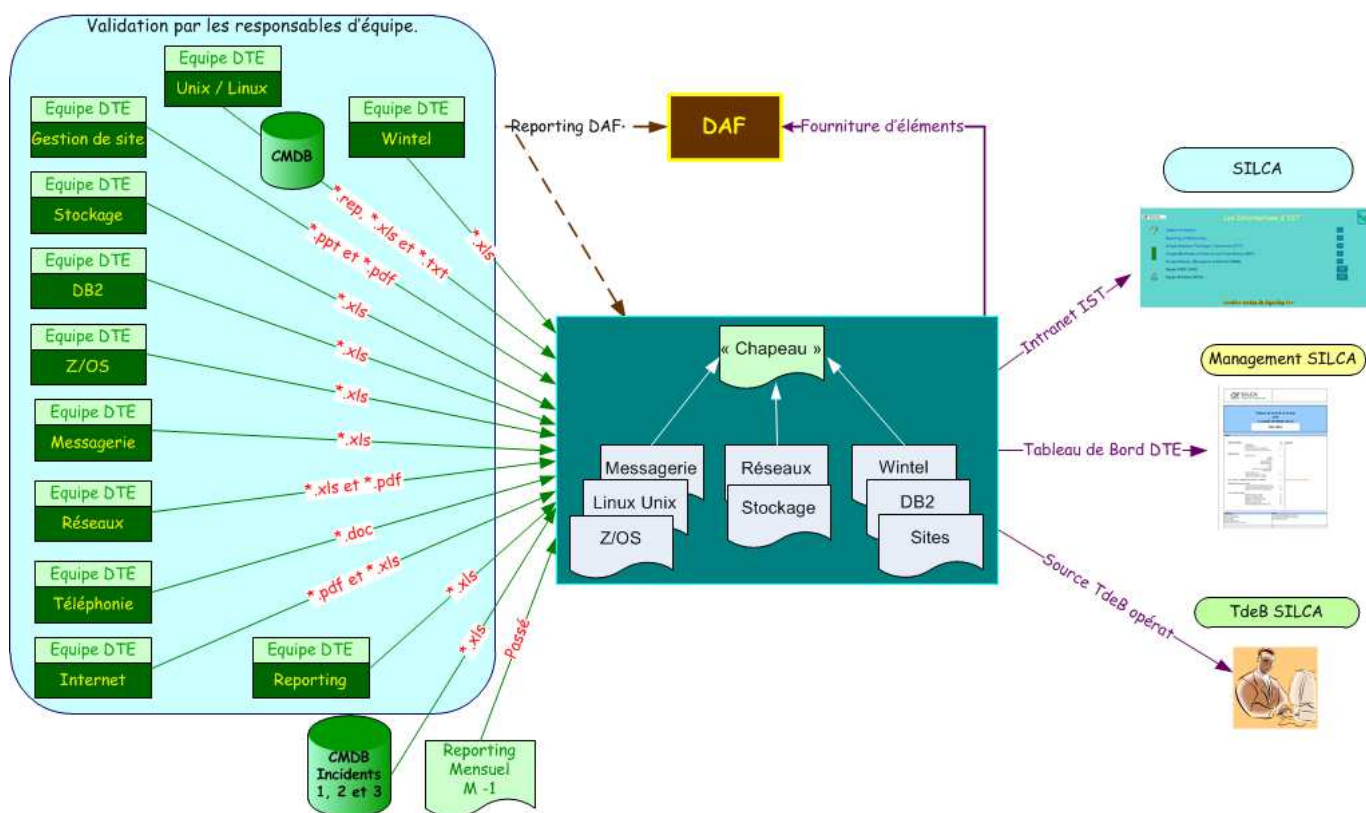 Validation par les responsables d'équipe.
Equipe DTE
Unix / Linux
Equipe DTE
Gestion de site
CMDB
Equipe DTE
Wintel
Equipe DTE
Stockage
Equipe DTE
DB2
Equipe DTE
Z/OS
Equipe DTE
Messagerie
Equipe DTE
Réseaux
Equipe DTE
Téléphonie
Equipe DTE
Internet
Equipe DTE
Reporting
*.rep, *.xls et *.txt
*.xls
*.ppt et *.pdf
*.xls
*.xls
*.xls
*.xls
*.xls et *.pdf
*.doc
*.pdf et *.xls
*.xls
*.xls
Passé
CMDB
Incidents
1, 2 et 3
Reporting
Mensuel
M -1
Reporting DAF
DAF
Fourniture d'éléments
« Chapeau »
Messagerie
Linux Unix
Z/OS
Réseaux
Stockage
Wintel
DB2
Sites
Intranet IST
Tableau de Bord DTE
Source TdeB opérat
SILCA
Les Informations d'IST
Management SILCA
SILCA
TdeB SILCA